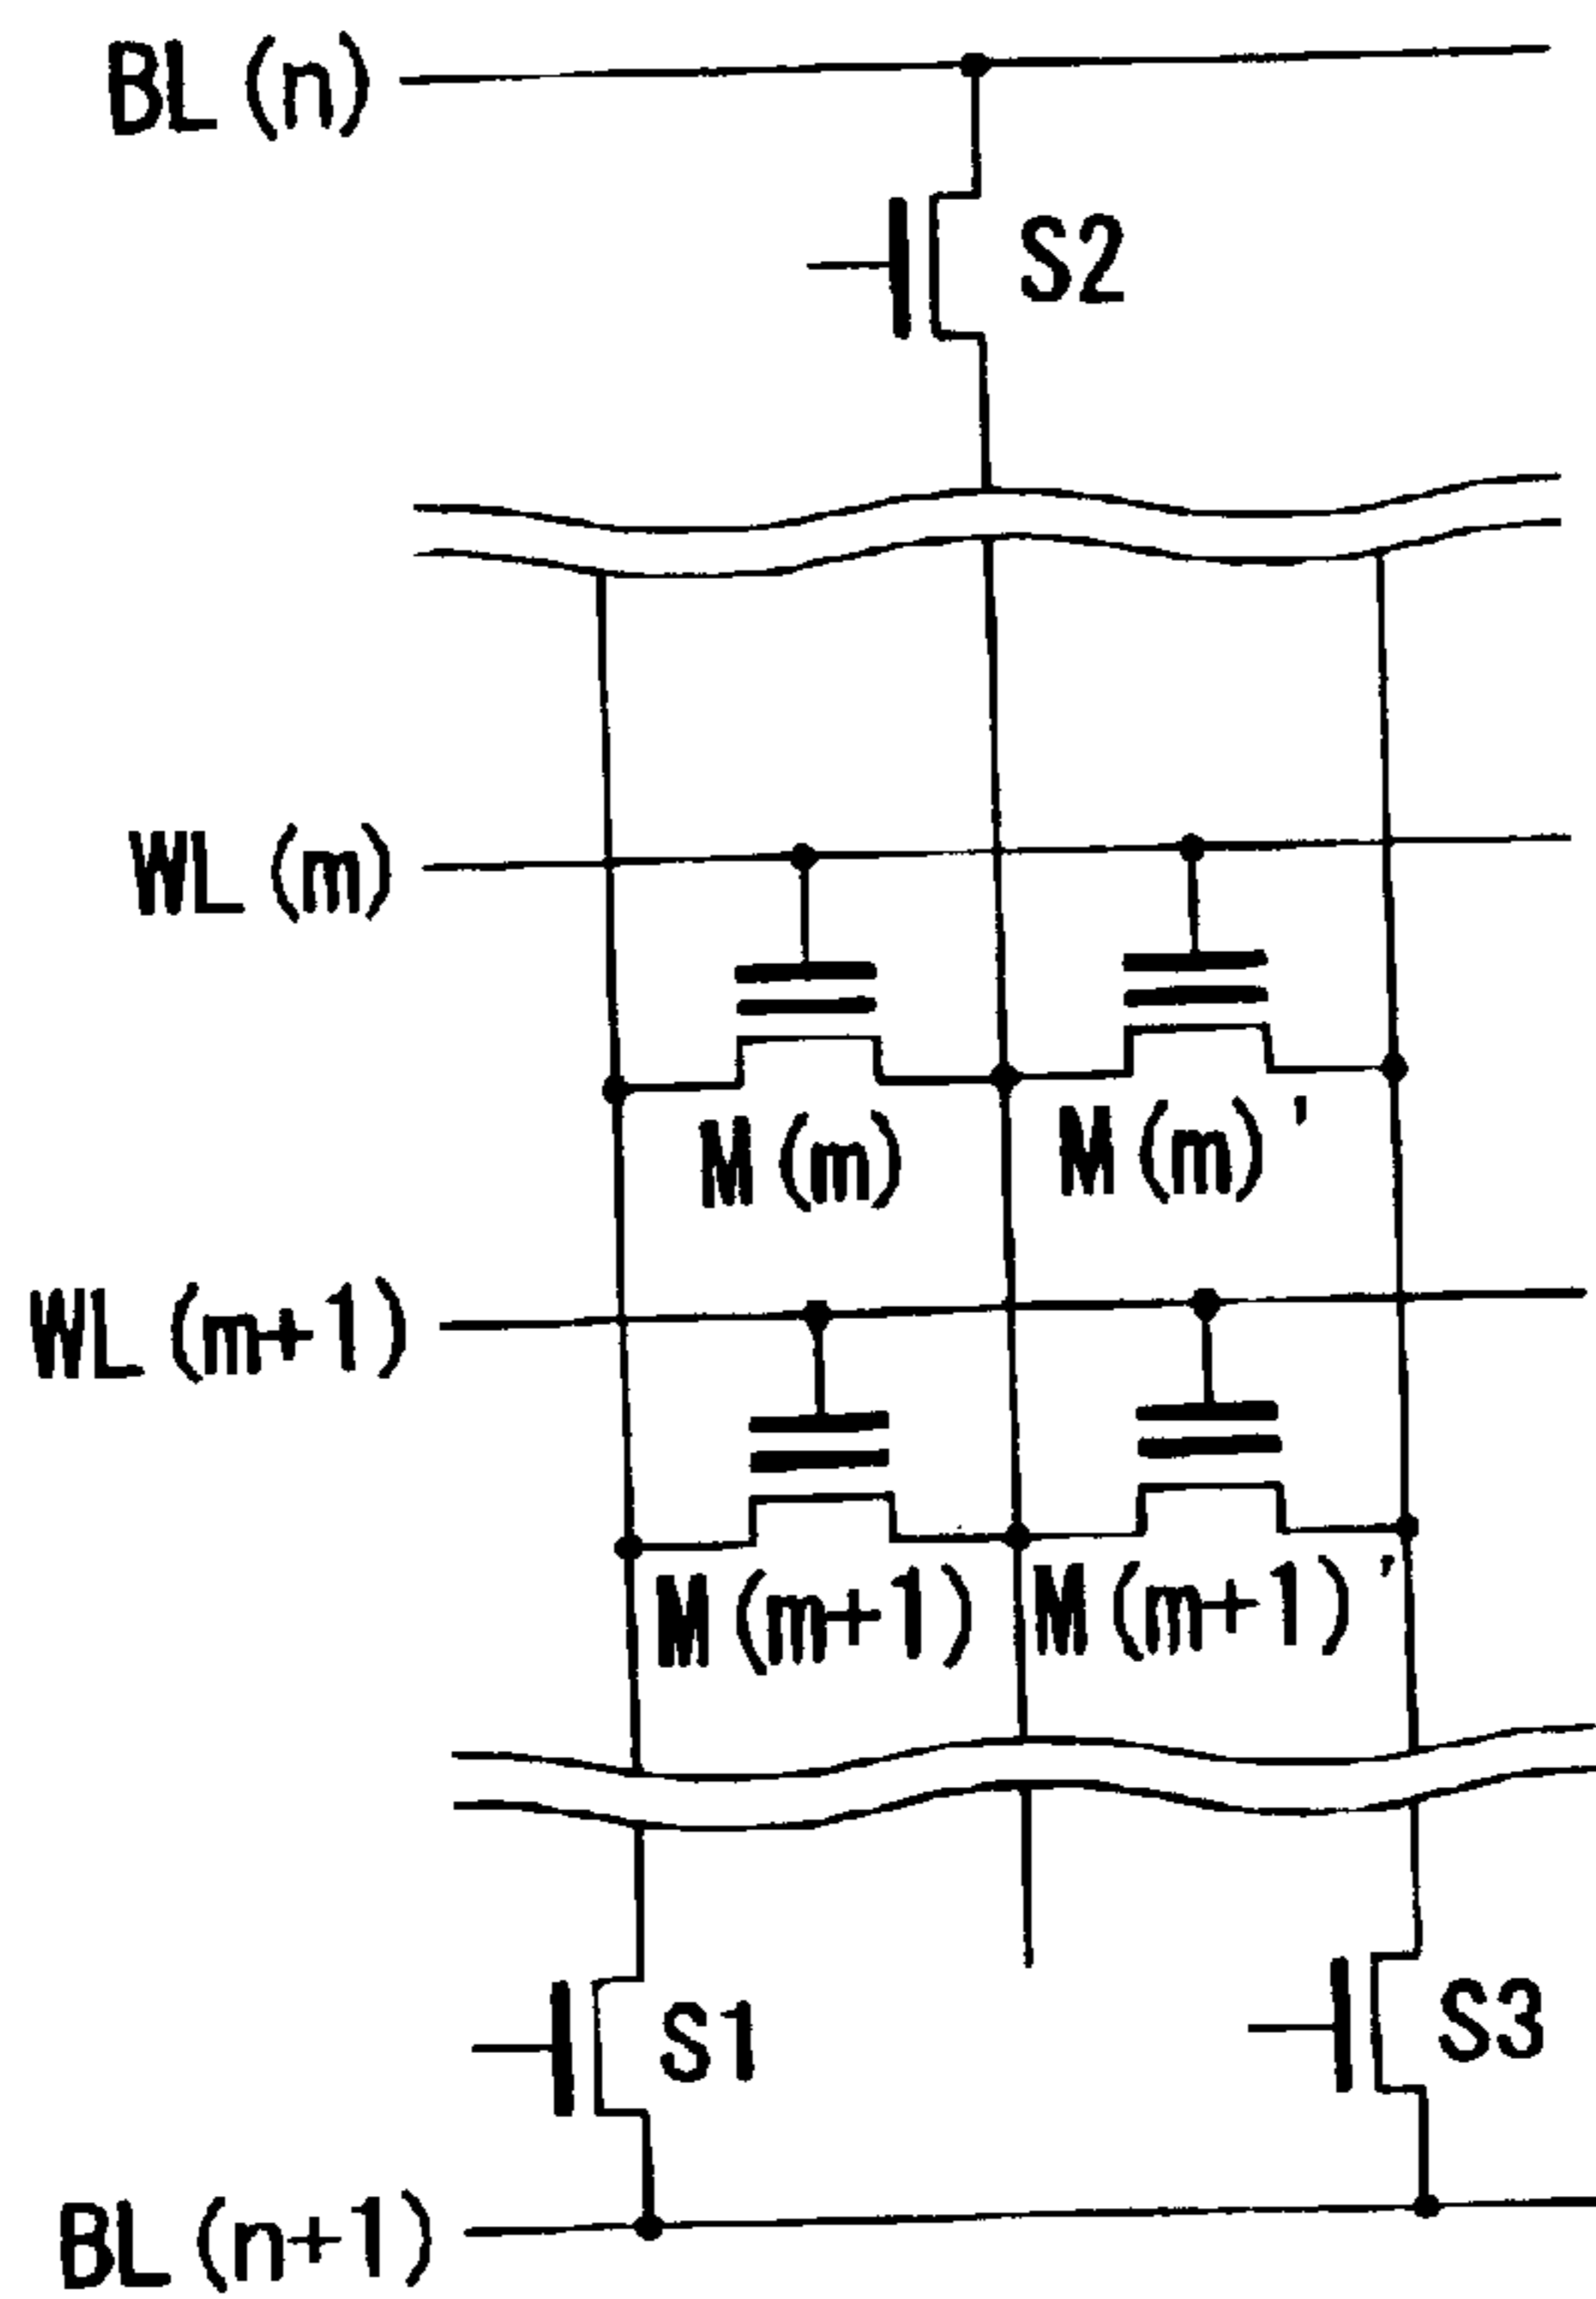 BL(n)
S2
WL(m)
M(m) M(m)'
WL(m+1)
M(m+1) M(m+1)'
S1 S3
BL(n+1)